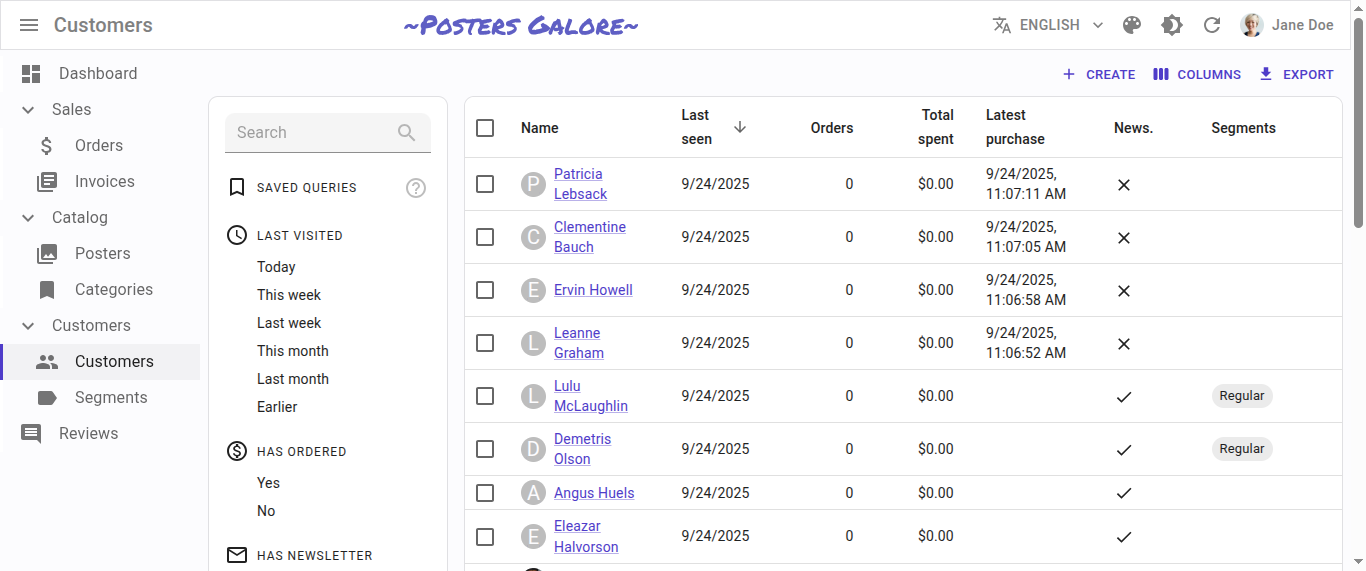 Customers
~Posters Galore~
ENGLISH
Jane Doe
Dashboard
Sales
Orders
Invoices
Catalog
Posters
Categories
Customers
Customers
Segments
Reviews
CREATE
COLUMNS
EXPORT
Search
SAVED QUERIES
?
LAST VISITED
Today
This week
Last week
This month
Last month
Earlier
HAS ORDERED
Yes
No
HAS NEWSLETTER
Name
Last
seen
Orders
Total
spent
Latest
purchase
News.
Segments
P
Patricia
Lebsack
9/24/2025
0
$0.00
9/24/2025,
11:07:11 AM
C
Clementine
Bauch
9/24/2025
0
$0.00
9/24/2025,
11:07:05 AM
E
Ervin Howell
9/24/2025
0
$0.00
9/24/2025,
11:06:58 AM
L
Leanne
Graham
9/24/2025
0
$0.00
9/24/2025,
11:06:52 AM
L
Lulu
McLaughlin
9/24/2025
0
$0.00
Regular
D
Demetris
Olson
9/24/2025
0
$0.00
Regular
A
Angus Huels
9/24/2025
0
$0.00
E
Eleazar
Halvorson
9/24/2025
0
$0.00